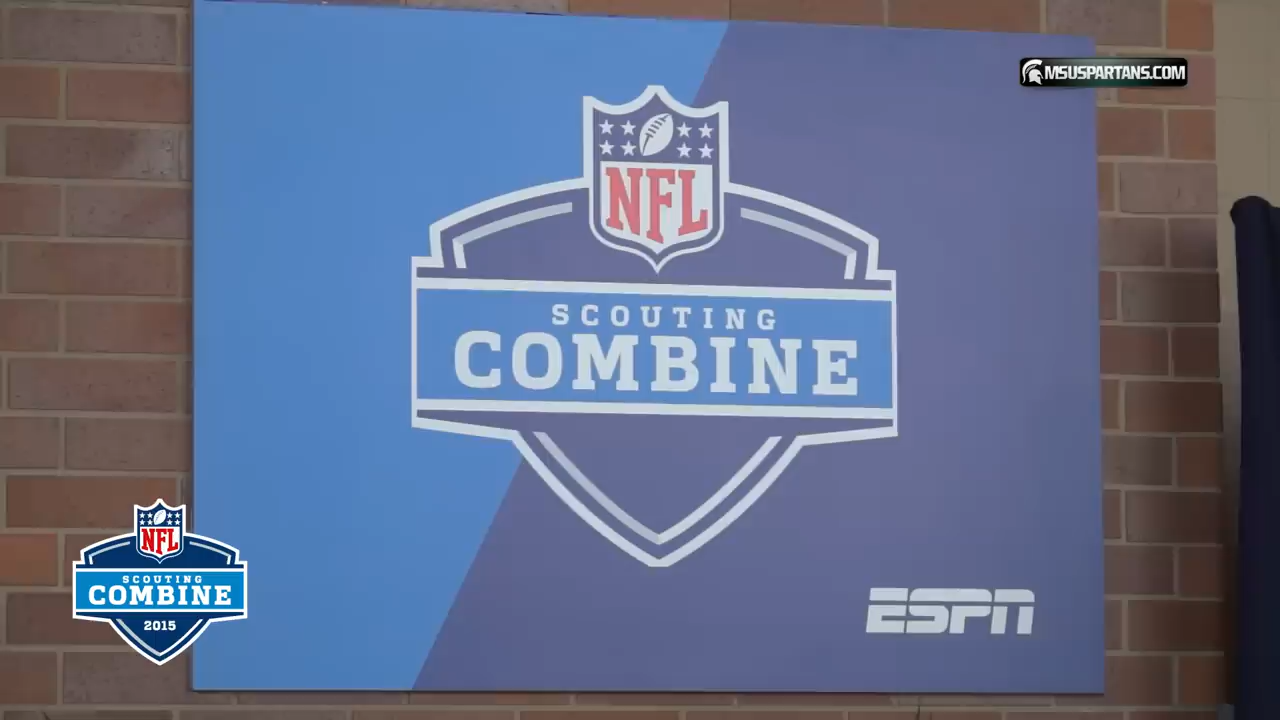 MSUSPARTANS.COM
NFL
SCOUTING
COMBINE
ESPN
NFL
SCOUTING
COMBINE
2015